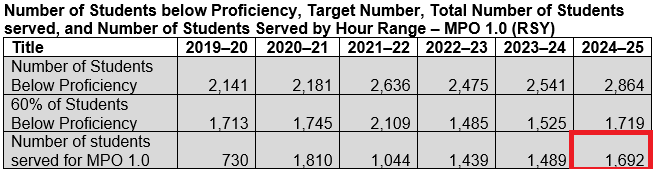 Number of Students below Proficiency, Target Number, Total Number of Students
served, and Number of Students Served by Hour Range – MPO 1.0 (RSY)
Title 2019–20 2020–21 2021–22 2022–23 2023–24 2024–25
Number of Students
Below Proficiency 2,141 2,181 2,636 2,475 2,541 2,864
60% of Students
Below Proficiency 1,713 1,745 2,109 1,485 1,525 1,719
Number of students
served for MPO 1.0 730 1,810 1,044 1,439 1,489 1,692